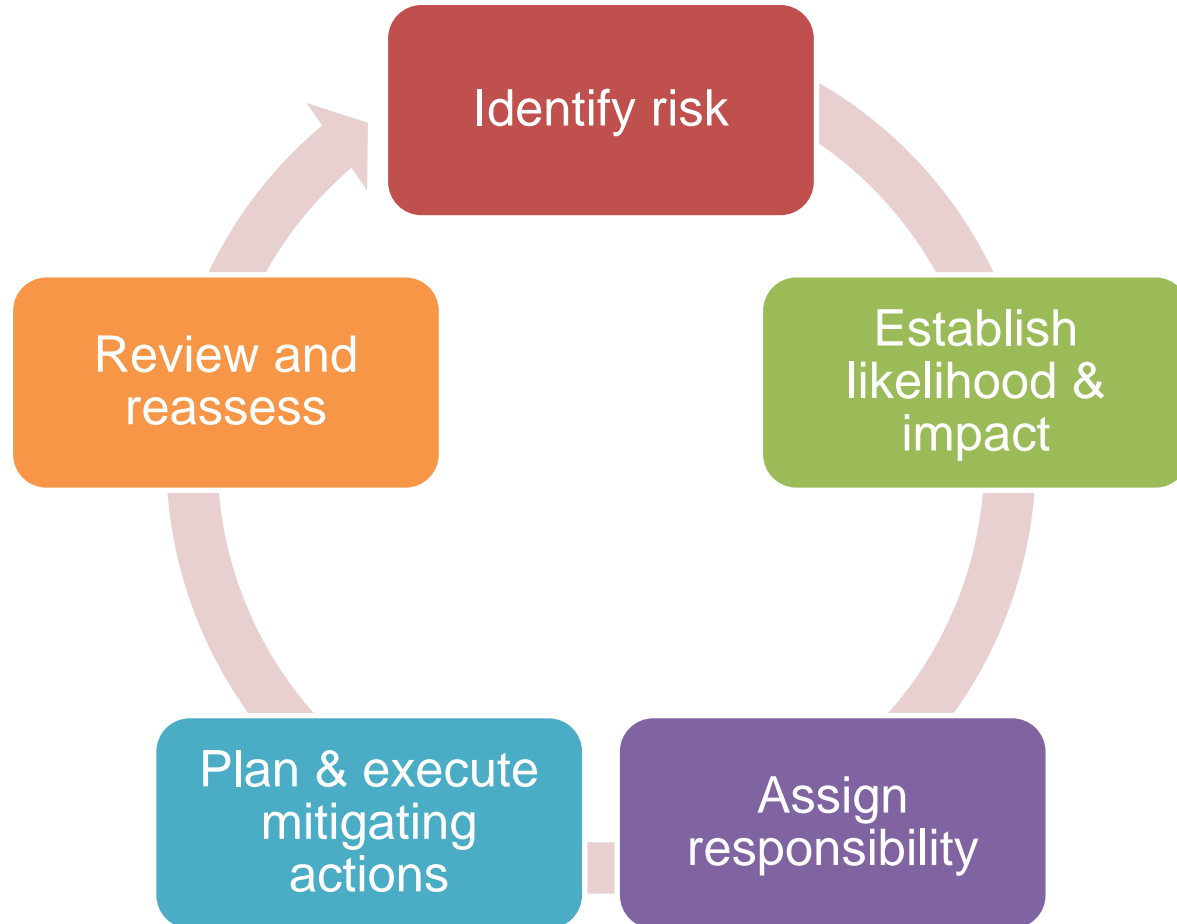 Identify risk
Establish
likelihood &
impact
Assign
responsibility
Plan & execute
mitigating
actions
Review and
reassess